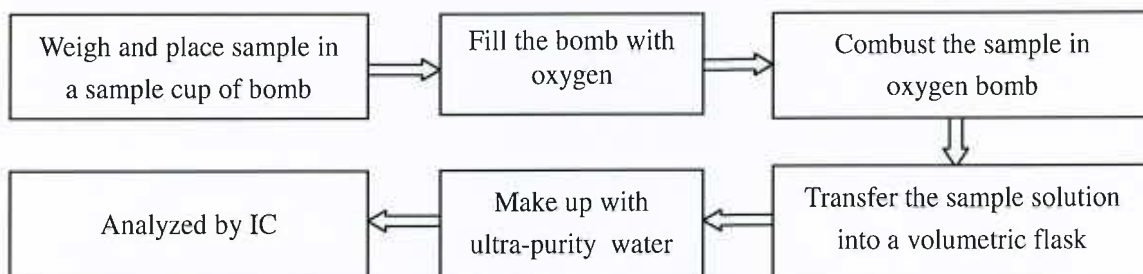 Weigh and place sample in
a sample cup of bomb
Fill the bomb with
oxygen
Combust the sample in
oxygen bomb
Transfer the sample solution
into a volumetric flask
Make up with
ultra-purity water
Analyzed by IC